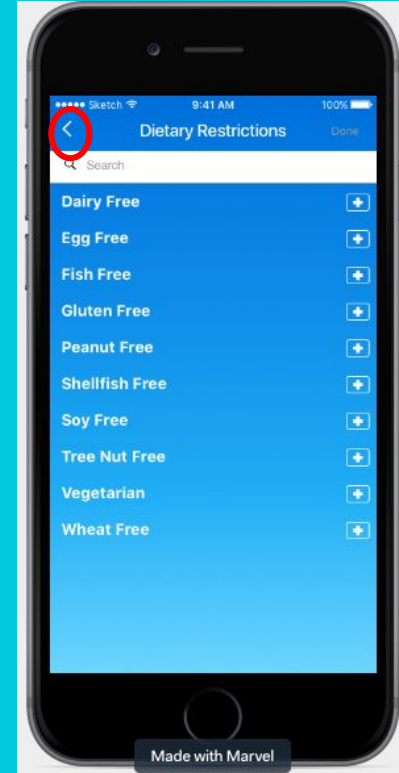 Sketch 9:41 AM 100%
Dietary Restrictions Done
Search
Dairy Free
Egg Free
Fish Free
Gluten Free
Peanut Free
Shellfish Free
Soy Free
Tree Nut Free
Vegetarian
Wheat Free
Made with Marvel